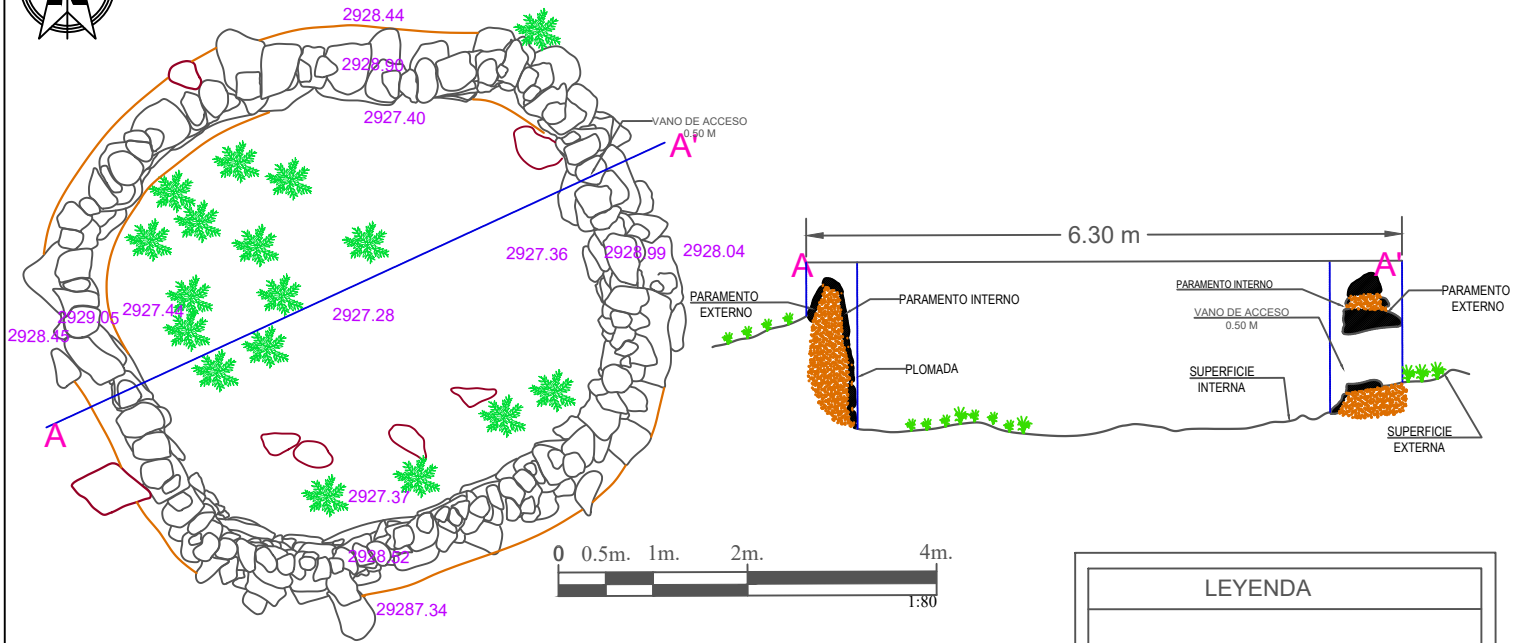 2928.44
2928.90
2927.40
VANO DE ACCESO
0.50 M
A'
2927.36
2928.99
2928.04
2927.44
2929.05
2928.45
2927.28
A
2927.37
2928.52
29287.34
6.30 m
A
A'
PARAMENTO
EXTERNO
PARAMENTO INTERNO
PLOMADA
PARAMENTO INTERNO
VANO DE ACCESO
0.50 M
PARAMENTO
EXTERNO
SUPERFICIE
INTERNA
SUPERFICIE
EXTERNA
0 0.5m. 1m. 2m. 4m.
1:80
LEYENDA